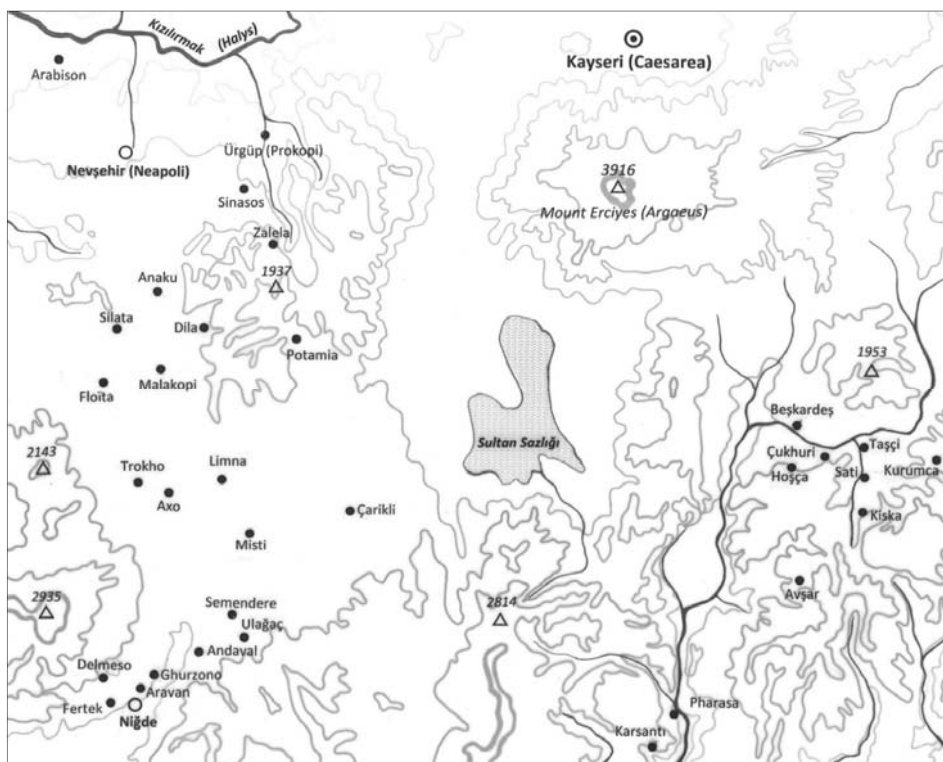 Kızılırmak (Halys)
Arabison
Kayseri (Caesarea)
Nevşehir (Neapoli)
Ürgüp (Prokopi)
3916
Sinasos
Mount Erciyes (Argaeus)
Zalela
1937
Anaku
Silata
Dila
Potamia
1953
Malakopi
Floïta
Beşkardeş
2143
Sultan Sazlığı
Taşçi
Çukhuri
Trokho
Limna
Hoşça
Sati
Kurumca
Axo
Çarikli
Kiska
Misti
2935
Semendere
2814
Avşar
Ulağaç
Andaval
Delmeso
Ghurzono
Aravan
Fertek
Niğde
Pharasa
Karsantı